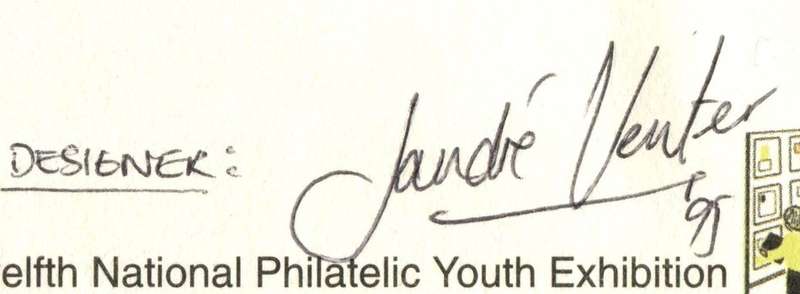 DESIGNER: Jandré Venter
'95
elfth National Philatelic Youth Exhibition